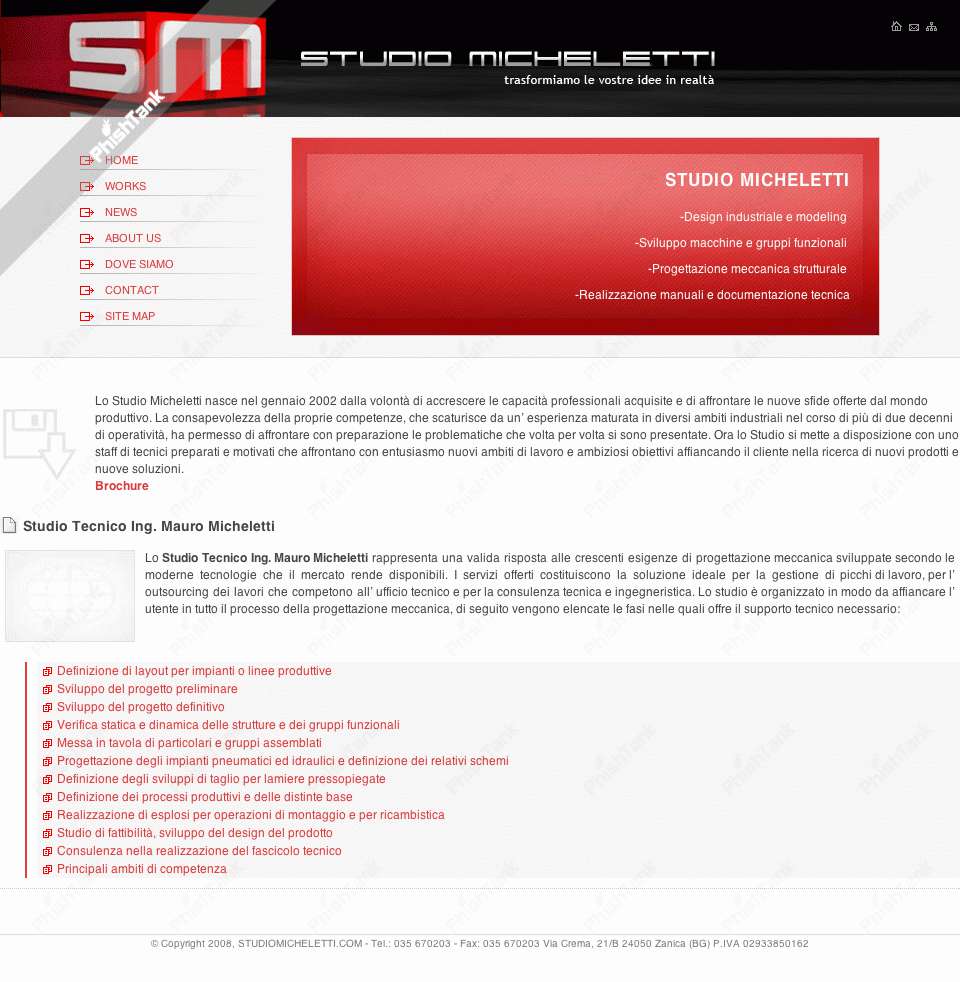 SM
STUDIO MICHELETTI
trasformiamo le vostre idee in realtà
PhishTank
HOME
WORKS
NEWS
ABOUT US
DOVE SIAMO
CONTACT
SITE MAP
STUDIO MICHELETTI
-Design industriale e modeling
-Sviluppo macchine e gruppi funzionali
-Progettazione meccanica strutturale
-Realizzazione manuali e documentazione tecnica
Lo Studio Micheletti nasce nel gennaio 2002 dalla volontà di accrescere le capacità professionali acquisite e di affrontare le nuove sfide offerte dal mondo
produttivo. La consapevolezza della proprie competenze, che scaturisce da un' esperienza maturata in diversi ambiti industriali nel corso di più di due decenni
di operatività, ha permesso di affrontare con preparazione le problematiche che volta per volta si sono presentate. Ora lo Studio si mette a disposizione con uno
staff di tecnici preparati e motivati che affrontano con entusiasmo nuovi ambiti di lavoro e ambiziosi obiettivi affiancando il cliente nella ricerca di nuovi prodotti e
nuove soluzioni.
Brochure
Studio Tecnico Ing. Mauro Micheletti
Lo Studio Tecnico Ing. Mauro Micheletti rappresenta una valida risposta alle crescenti esigenze di progettazione meccanica sviluppate secondo le
moderne tecnologie che il mercato rende disponibili. I servizi offerti costituiscono la soluzione ideale per la gestione di picchi di lavoro, per l'
outsourcing dei lavori che competono all' ufficio tecnico e per la consulenza tecnica e ingegneristica. Lo studio è organizzato in modo da affiancare l'
utente in tutto il processo della progettazione meccanica, di seguito vengono elencate le fasi nelle quali offre il supporto tecnico necessario:
Definizione di layout per impianti o linee produttive
Sviluppo del progetto preliminare
Sviluppo del progetto definitivo
Verifica statica e dinamica delle strutture e dei gruppi funzionali
Messa in tavola di particolari e gruppi assemblati
Progettazione degli impianti pneumatici ed idraulici e definizione dei relativi schemi
Definizione degli sviluppi di taglio per lamiere pressopiegate
Definizione dei processi produttivi e delle distinte base
Realizzazione di esplosi per operazioni di montaggio e per ricambistica
Studio di fattibilità, sviluppo del design del prodotto
Consulenza nella realizzazione del fascicolo tecnico
Principali ambiti di competenza
© Copyright 2008, STUDIOMICHELETTI.COM - Tel.: 035 670203 - Fax: 035 670203 Via Crema, 21/B 24050 Zanica (BG) P.IVA 02933850162